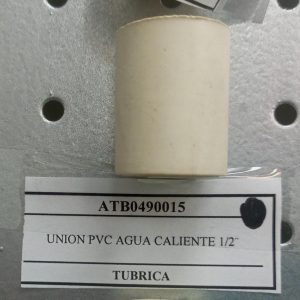 ATB0490015
UNION PVC AGUA CALIENTE 1/2¨
TUBRICA